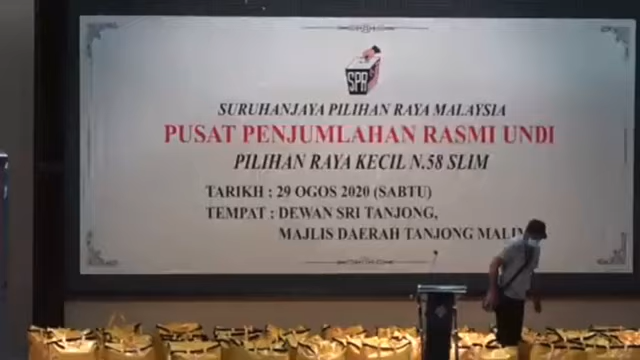 SPR
SURUHANJAYA PILIHAN RAYA MALAYSIA
PUSAT PENJUMLAHAN RASMI UNDI
PILIHAN RAYA KECIL N.58 SLIM
TARIKH : 29 OGOS 2020 (SABTU)
TEMPAT : DEWAN SRI TANJONG,
MAJLIS DAERAH TANJONG MALIM